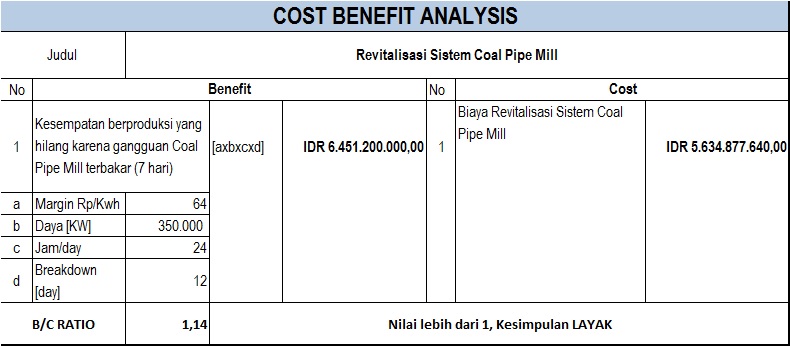 COST BENEFIT ANALYSIS
Judul Revitalisasi Sistem Coal Pipe Mill
No Benefit No Cost
1 Kesempatan berproduksi yang hilang karena gangguan Coal Pipe Mill terbakar (7 hari) [axbxcxd] IDR 6.451.200.000,00 1 Biaya Revitalisasi Sistem Coal Pipe Mill IDR 5.634.877.640,00
a Margin Rp/Kwh 64
b Daya [KW] 350.000
c Jam/day 24
d Breakdown [day] 12
B/C RATIO 1,14 Nilai lebih dari 1, Kesimpulan LAYAK